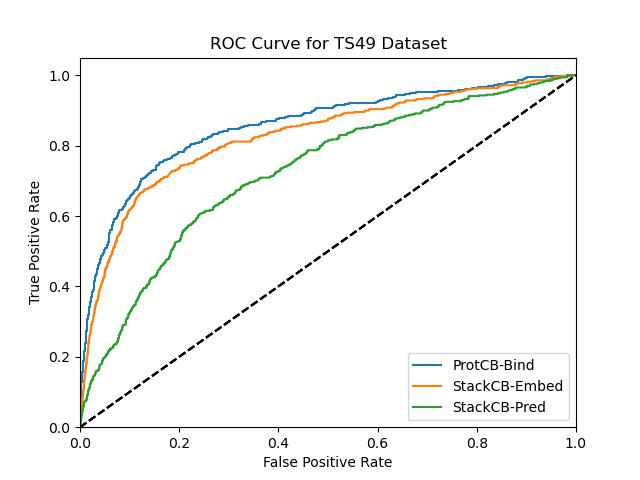 ROC Curve for TS49 Dataset
1.0
0.8
0.6
0.4
0.2
0.0
True Positive Rate
0.0 0.2 0.4 0.6 0.8 1.0
False Positive Rate
ProtCB-Bind
StackCB-Embed
StackCB-Pred